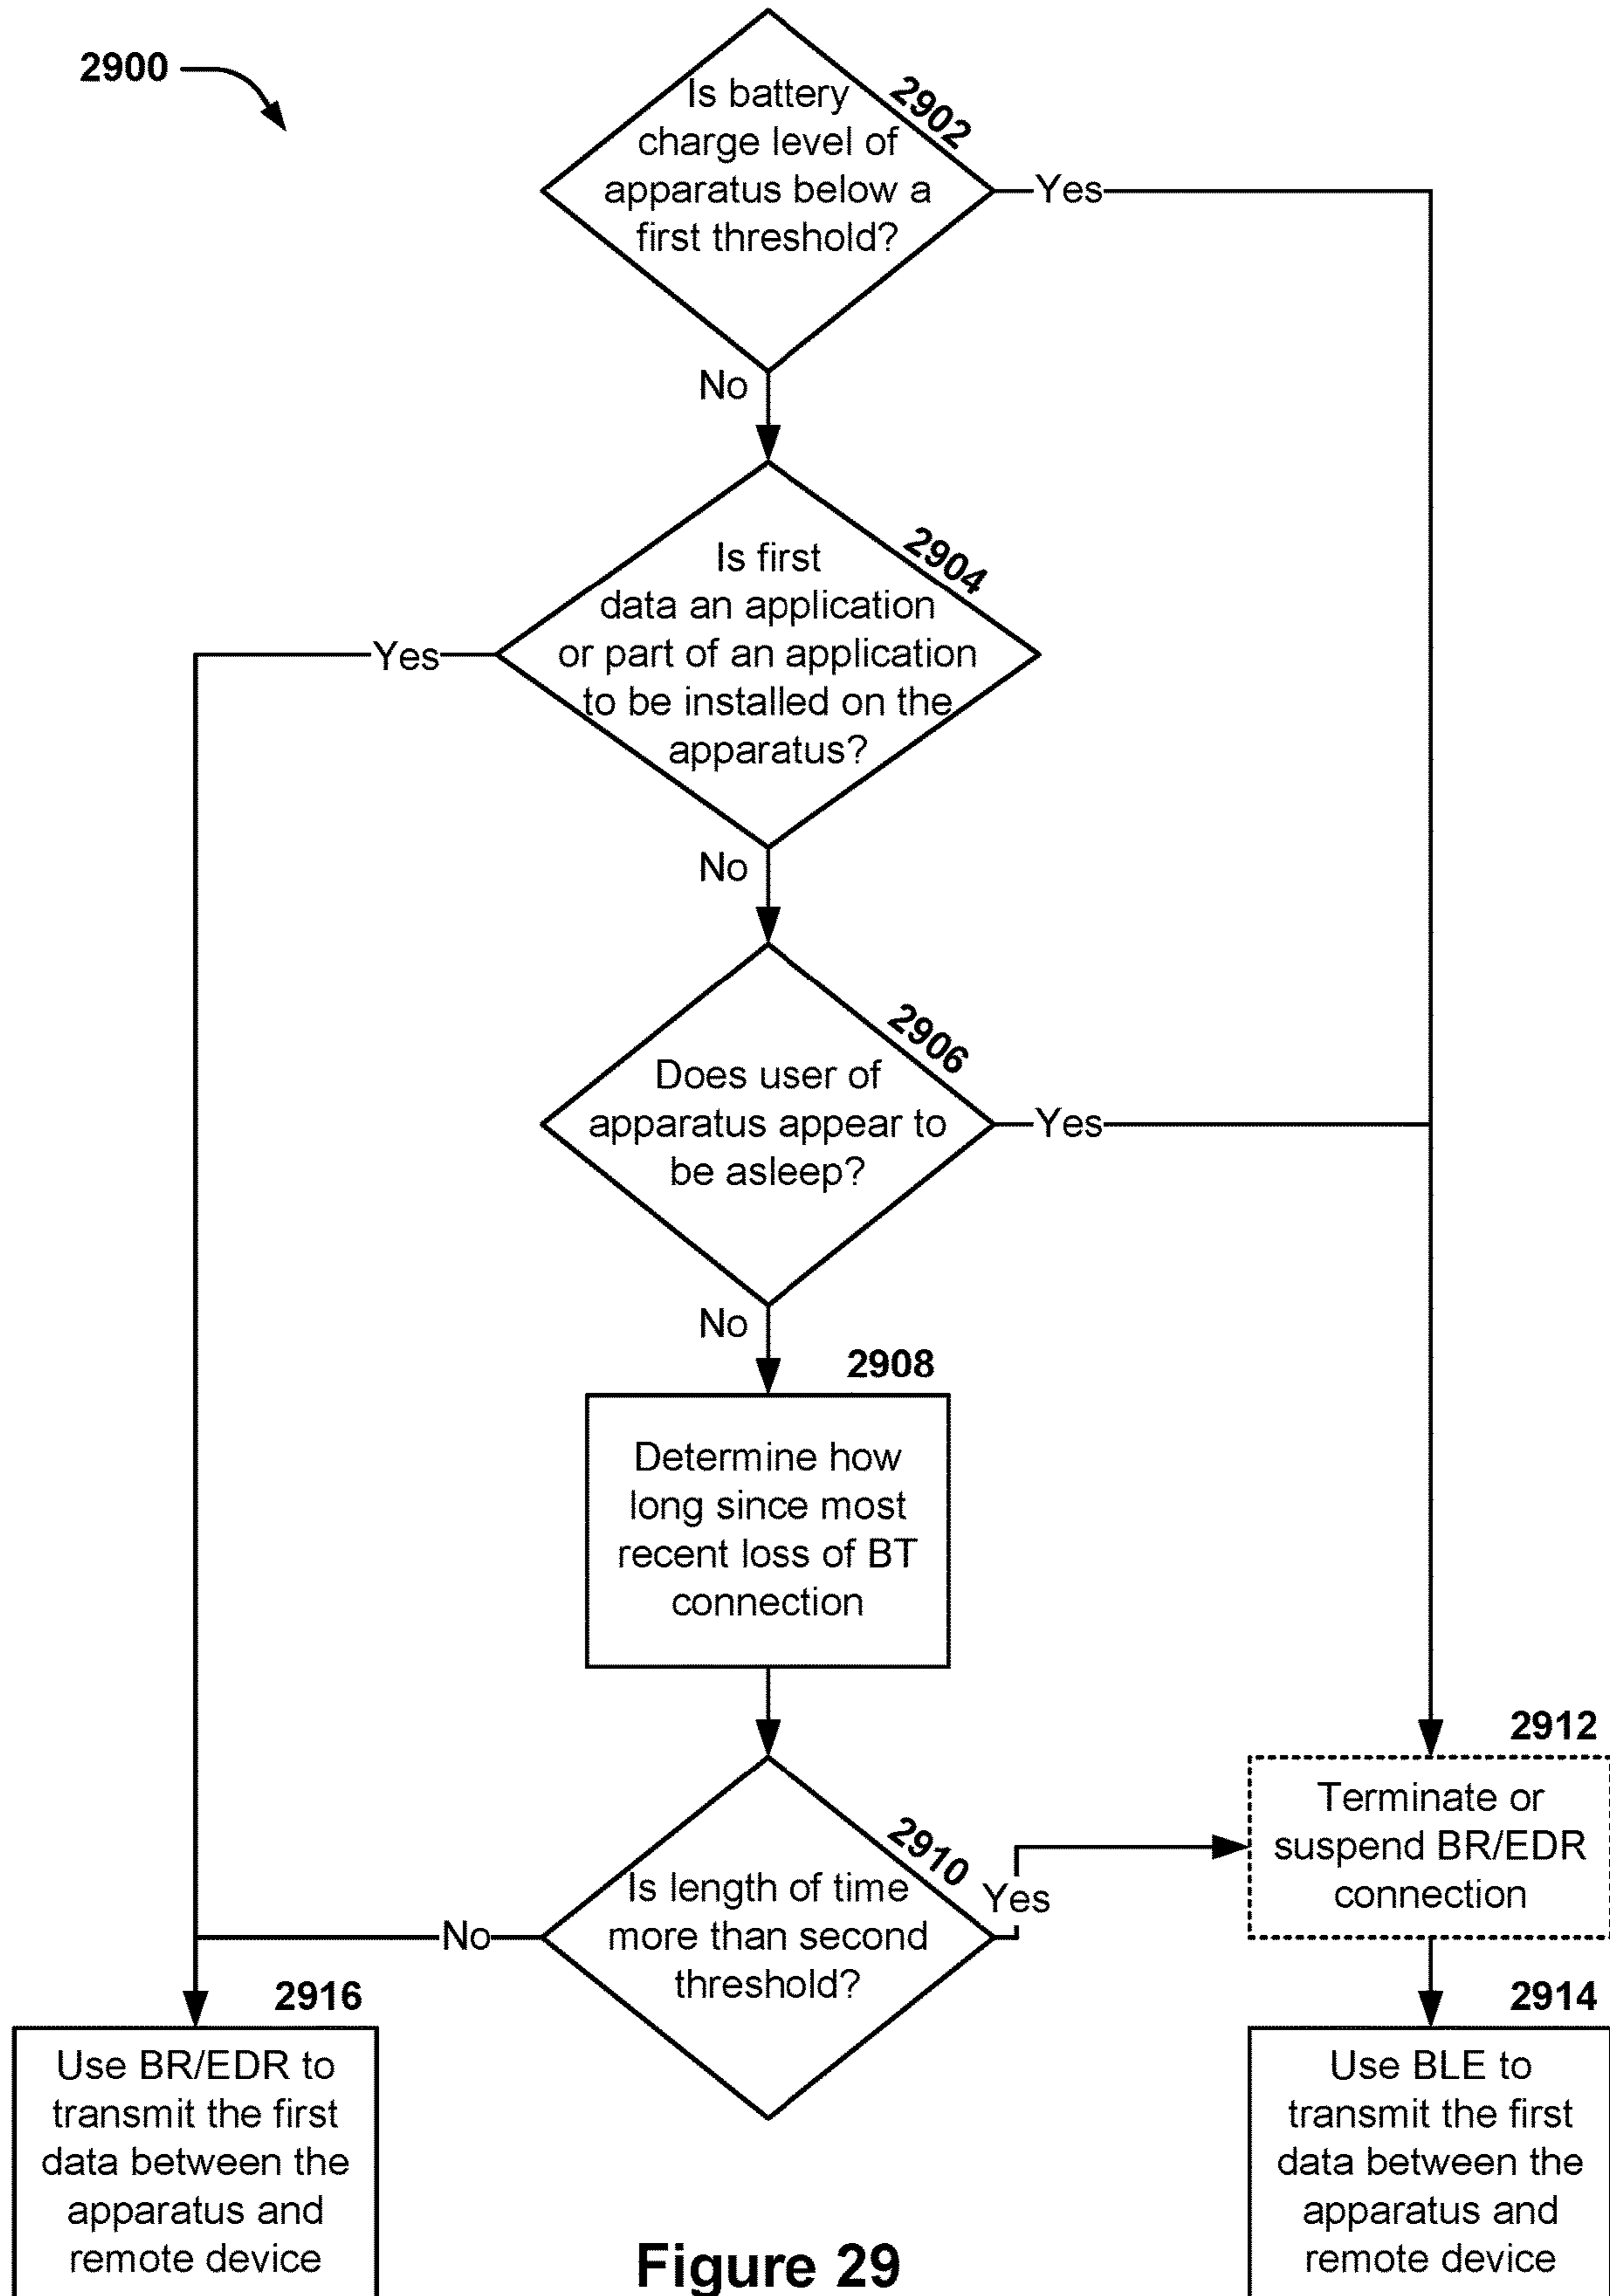 2900
Is battery
charge level of
apparatus below a
first threshold?
2902
Yes
No
Is first
data an application
or part of an application
to be installed on the
apparatus?
2904
Yes
No
Does user of
apparatus appear to
be asleep?
2906
Yes
No
2908
Determine how
long since most
recent loss of BT
connection
Is length of time
more than second
threshold?
2910
Yes
No
2912
Terminate or
suspend BR/EDR
connection
2916
Use BR/EDR to
transmit the first
data between the
apparatus and
remote device
2914
Use BLE to
transmit the first
data between the
apparatus and
remote device
Figure 29